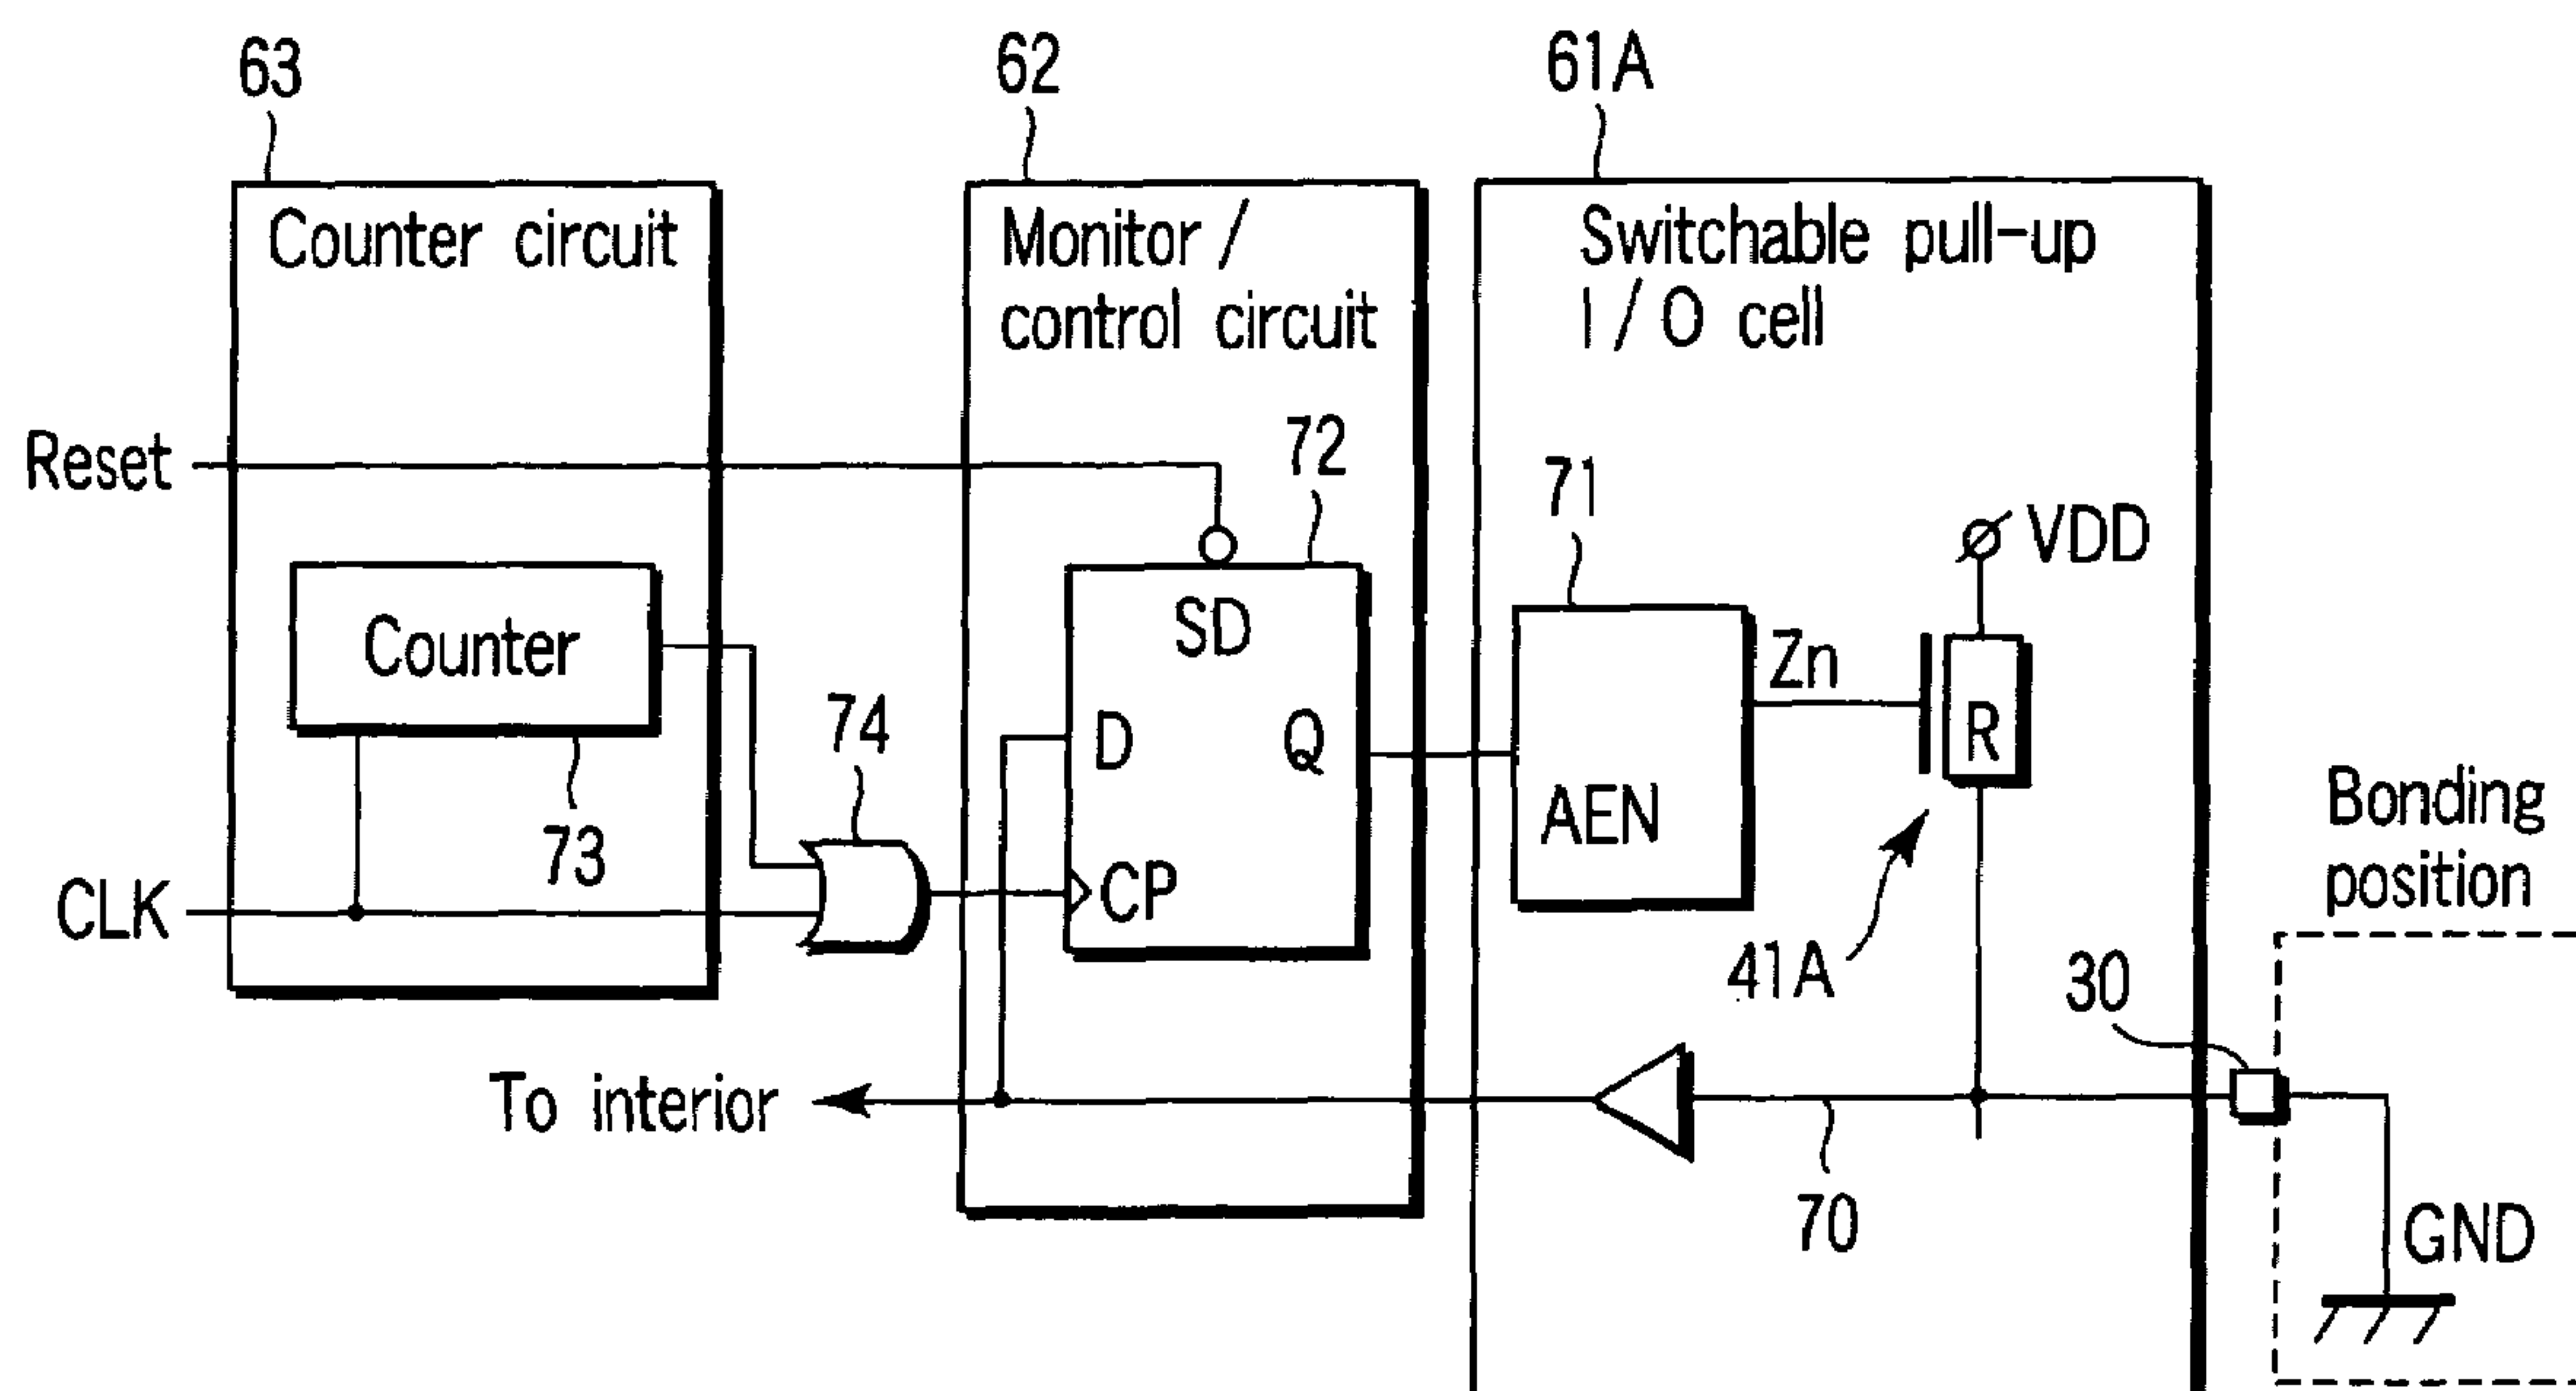 63
62
61A
Counter circuit
Monitor /
control circuit
Switchable pull-up
I / O cell
Reset
72
71
VDD
SD
Counter
Zn
74
D
Q
R
73
AEN
Bonding
position
CLK
CP
41A
30
To interior
70
GND